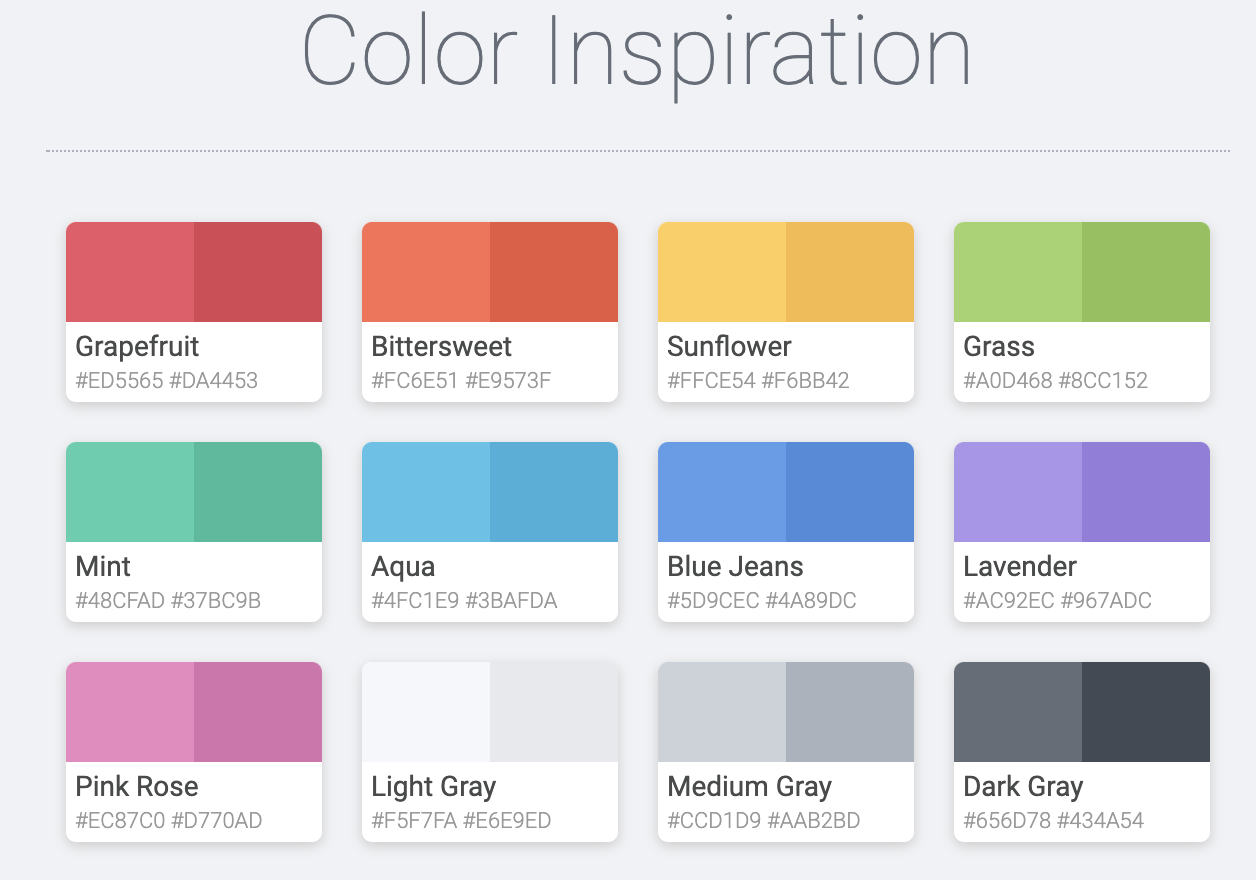 Color Inspiration
Grapefruit
#ED5565 #DA4453
Bittersweet
#FC6E51 #E9573F
Sunflower
#FFCE54 #F6BB42
Grass
#A0D468 #8CC152
Mint
#48CFAD #37BC9B
Aqua
#4FC1E9 #3BAFDA
Blue Jeans
#5D9CEC #4A89DC
Lavender
#AC92EC #967ADC
Pink Rose
#EC87C0 #D770AD
Light Gray
#F5F7FA #E6E9ED
Medium Gray
#CCD1D9 #AAB2BD
Dark Gray
#656D78 #434A54